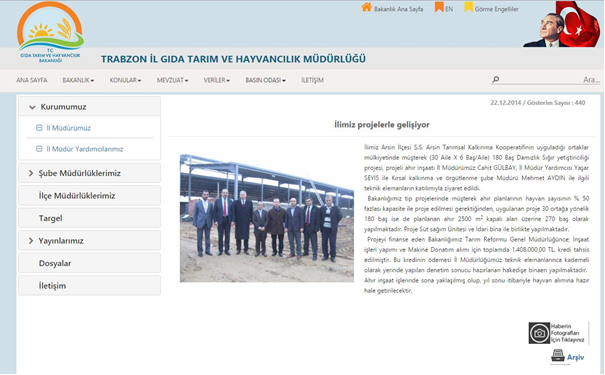 Bakanlık Ana Sayfa
EN
Görme Engelliler
T.C.
GIDA TARIM VE HAYVANCILIK
BAKANLIĞI
TRABZON İL GIDA TARIM VE HAYVANCILIK MÜDÜRLÜĞÜ
ANA SAYFA BAKANLIK KONULAR MEVZUAT VERİLER BASIN ODASI İLETİŞİM
Ara...
Kurumumuz
İl Müdürümüz
İl Müdür Yardımcılarımız
Şube Müdürlüklerimiz
İlçe Müdürlüklerimiz
Targel
Yayınlarımız
Dosyalar
İletişim
22.12.2014 / Gösterim Sayısı : 440
İlimiz projelerle gelişiyor
İlimiz Arsin İlçesi S.S. Arsin Tarımsal Kalkınma Kooperatifinin uyguladığı ortaklar
mülkiyetinde müşterek (30 Aile X 6 Baş/Aile) 180 Baş Damızlık Sığır yetiştiriciliği
projesi, projeli ahır inşaatı İl Müdürümüz Cahit GÜLBAY, İl Müdür Yardımcısı Yaşar
SEYİS ile Kırsal kalkınma ve örgütlenme şube Müdürü Mehmet AYDIN ile ilgili
teknik elemanların katılımıyla ziyaret edildi.
Bakanlığımız tip projelerinde müşterek ahır planlarının hayvan sayısının % 50
fazlası kapasite ile proje edilmesi gerektiğinden, uygulanan proje 30 ortağa yönelik
180 baş ise de planlanan ahır 2500 m² kapalı alan üzerine 270 baş olarak
yapılmaktadır. Proje Süt sağım Ünitesi ve İdari bina ile birlikte yapılmaktadır.
Projeyi finanse eden Bakanlığımız Tarım Reformu Genel Müdürlüğünce; İnşaat
işleri yapımı ve Makine Donatım alımı için toplamda 1.408.000,00 TL. kredi tahsis
edilmiştir. Bu kredinin ödemesi İl Müdürlüğümüz teknik elemanlarınca kademeli
olarak yerinde yapılan denetim sonucu hazırlanan hakedişe binaen yapılmaktadır.
Ahır inşaat işlerinde sona yaklaşılmış olup, yıl sonu itibariyle hayvan alımına hazır
hale getirilecektir.
Haberin
Fotoğrafları
İçin Tıklayınız
Arşiv